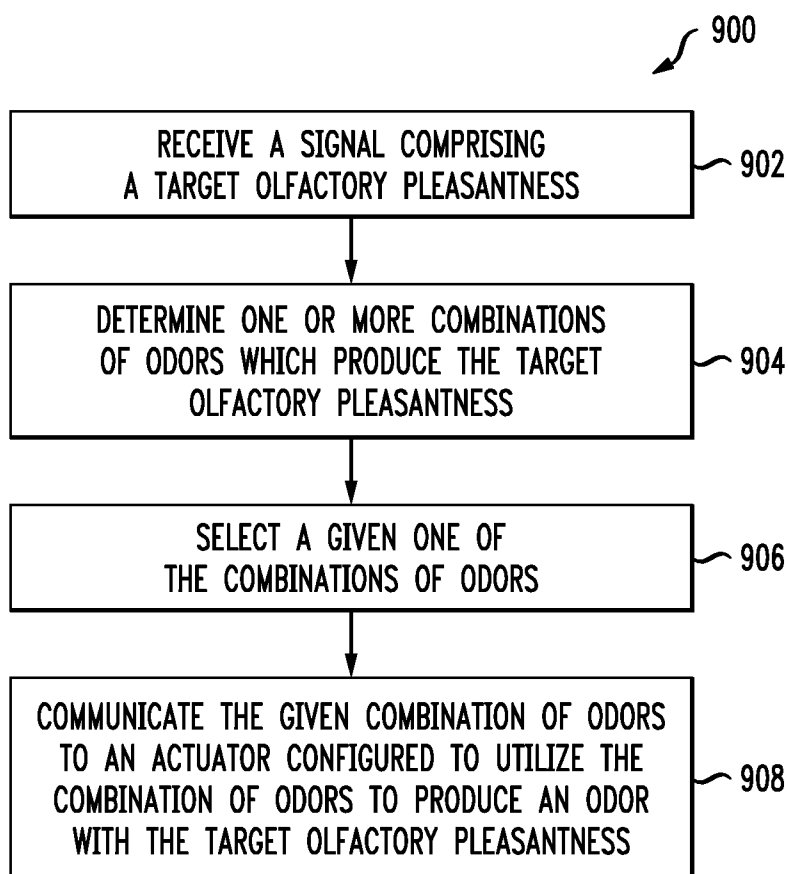 900
RECEIVE A SIGNAL COMPRISING
A TARGET OLFACTORY PLEASANTNESS
902
DETERMINE ONE OR MORE COMBINATIONS
OF ODORS WHICH PRODUCE THE TARGET
OLFACTORY PLEASANTNESS
904
SELECT A GIVEN ONE OF
THE COMBINATIONS OF ODORS
906
COMMUNICATE THE GIVEN COMBINATION OF ODORS
TO AN ACTUATOR CONFIGURED TO UTILIZE THE
COMBINATION OF ODORS TO PRODUCE AN ODOR
WITH THE TARGET OLFACTORY PLEASANTNESS
908